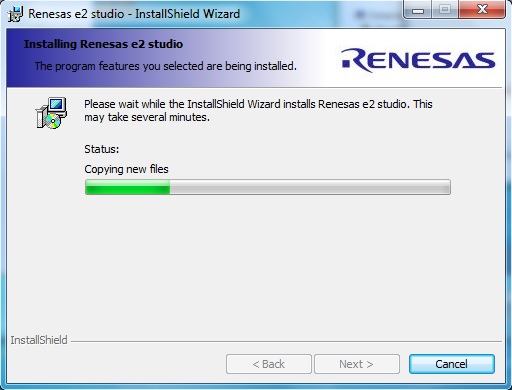 Renesas e2 studio - InstallShield Wizard
Installing Renesas e2 studio
The program features you selected are being installed.
RENESAS
Please wait while the InstallShield Wizard installs Renesas e2 studio. This
may take several minutes.
Status:
Copying new files
InstallShield
< Back
Next >
Cancel